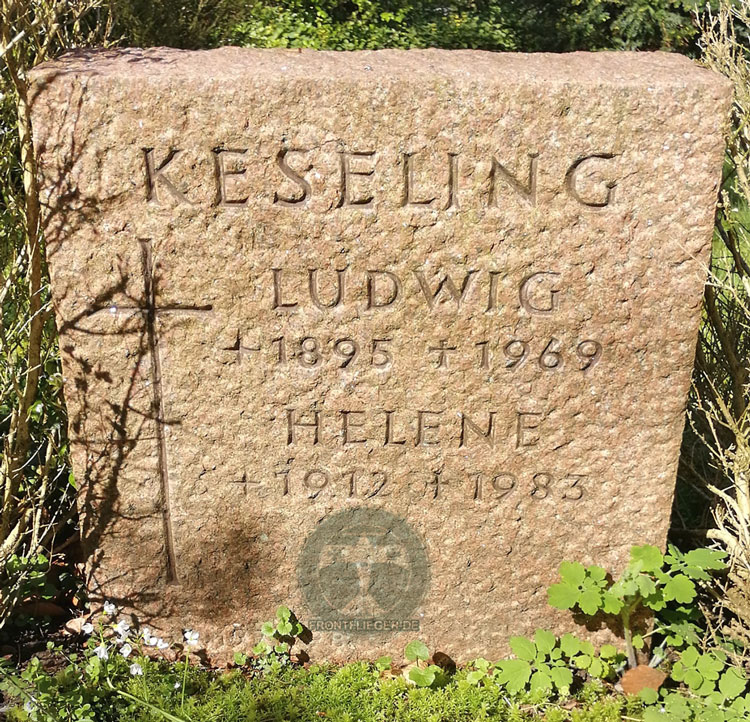 KESELING
LUDWIG
+1895 +1969
HELENE
+1912 +1983
FRONTFLIEGER.DE